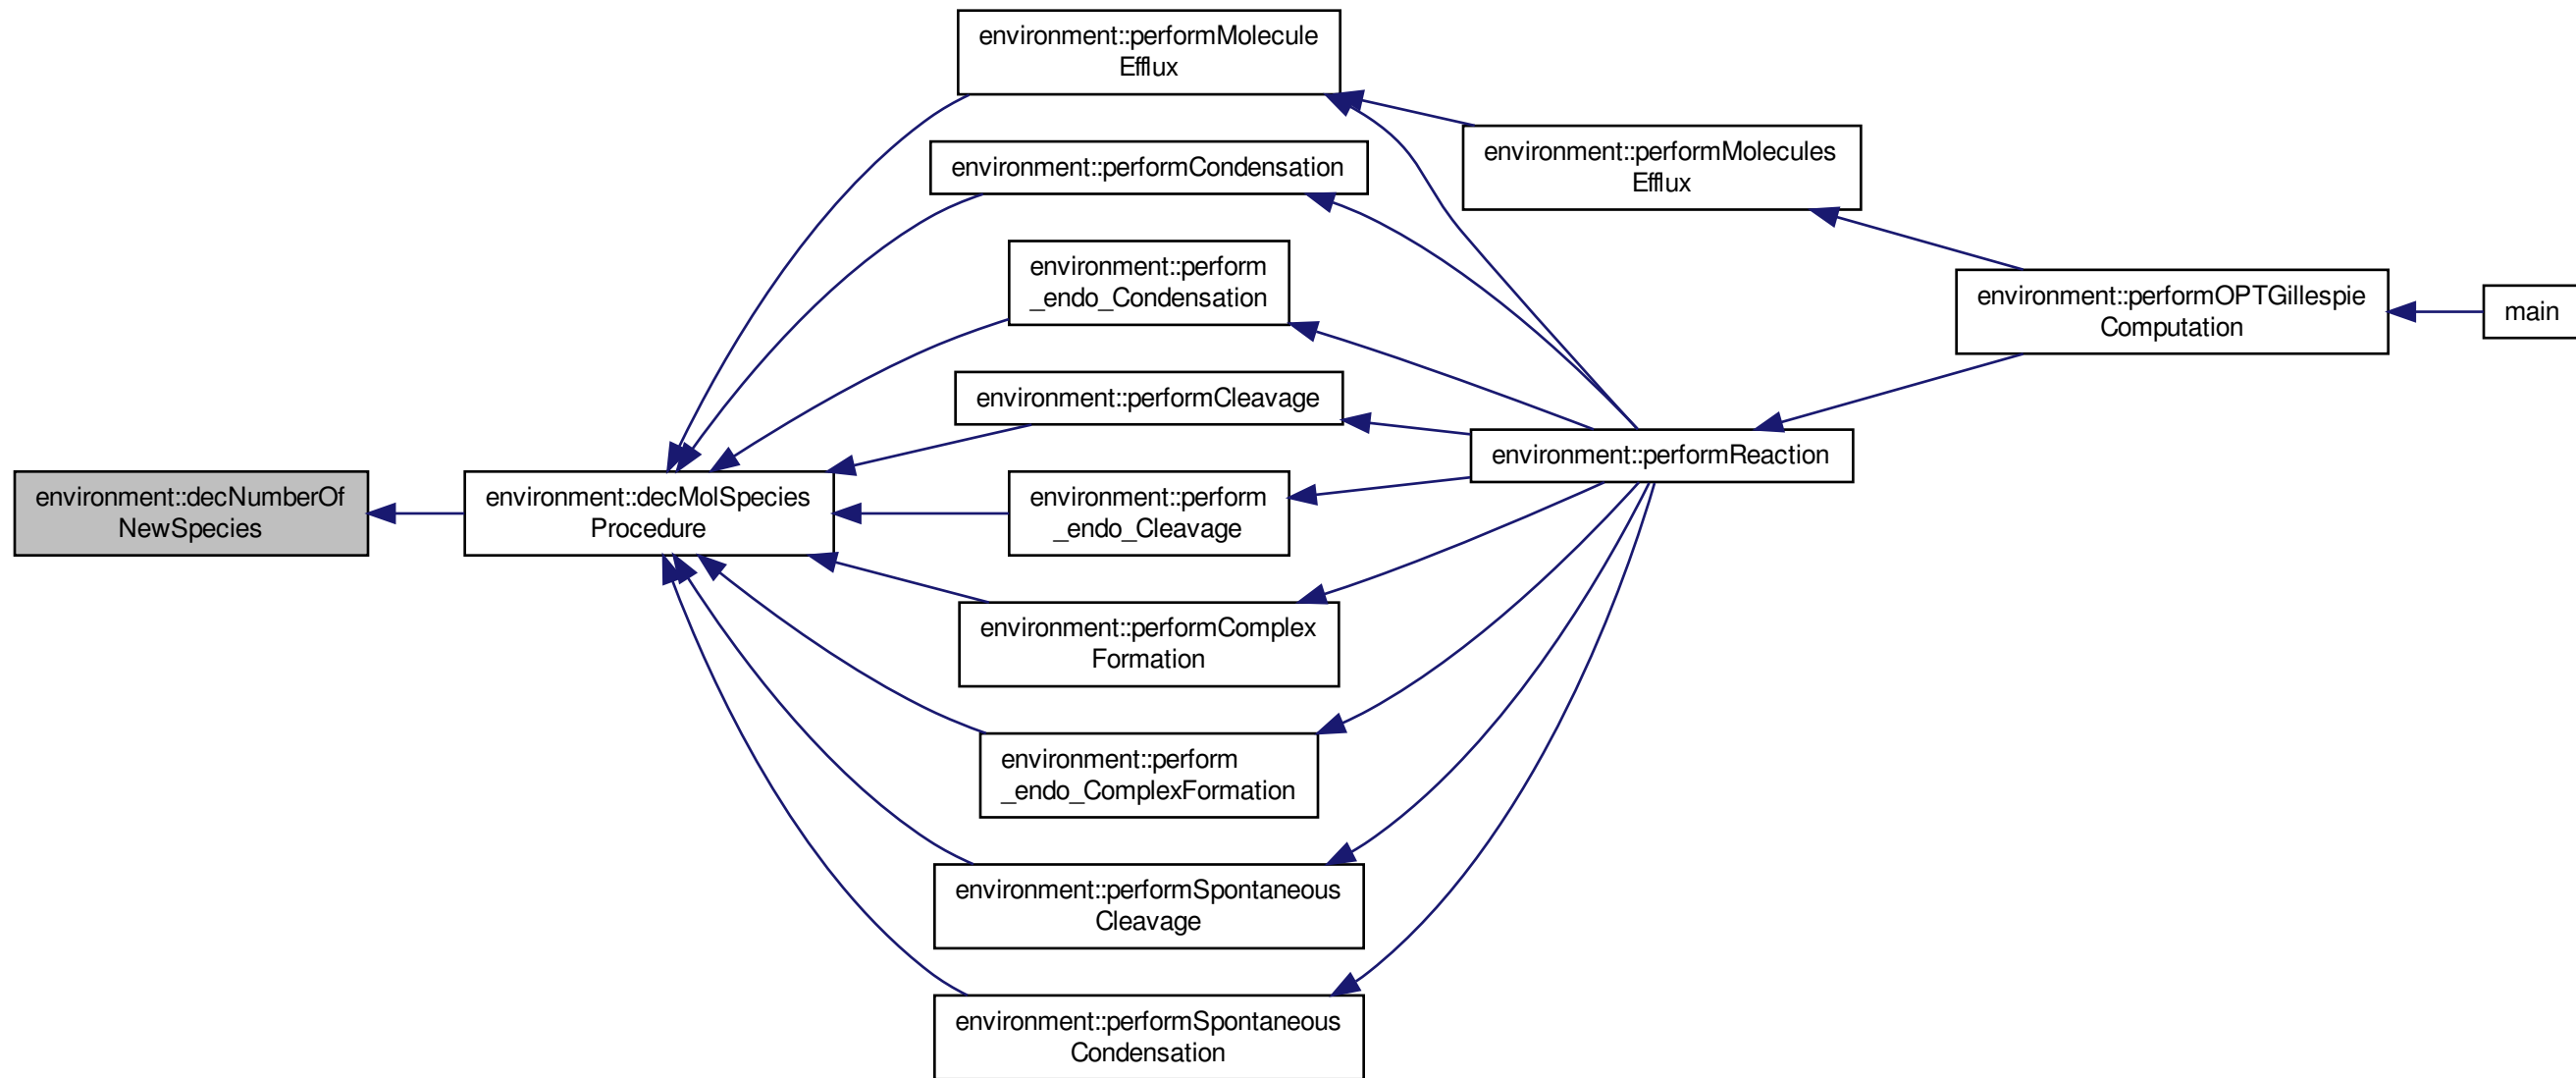 environment::performMolecule
Efflux
environment::performMolecules
Efflux
environment::performCondensation
environment::perform
_endo_Condensation
environment::performOPTGillespie
Computation
main
environment::performCleavage
environment::performReaction
environment::decNumberOf
NewSpecies
environment::decMolSpecies
Procedure
environment::perform
_endo_Cleavage
environment::performComplex
Formation
environment::perform
_endo_ComplexFormation
environment::performSpontaneous
Cleavage
environment::performSpontaneous
Condensation